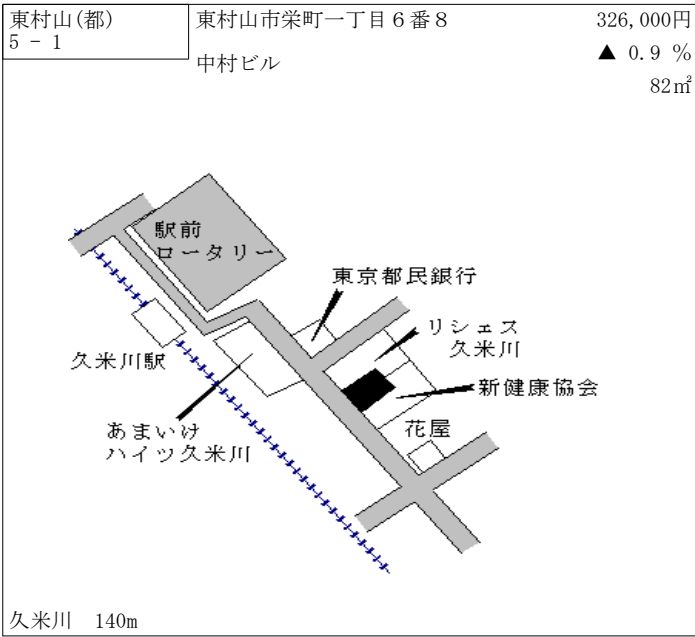 東村山(都)
5 - 1
東村山市栄町一丁目６番８
中村ビル
326,000円
▲ 0.9 %
82㎡
駅前
ロータリー
東京都民銀行
リシェス
久米川
久米川駅
新健康協会
花屋
あまいけ
ハイツ久米川
久米川　140m